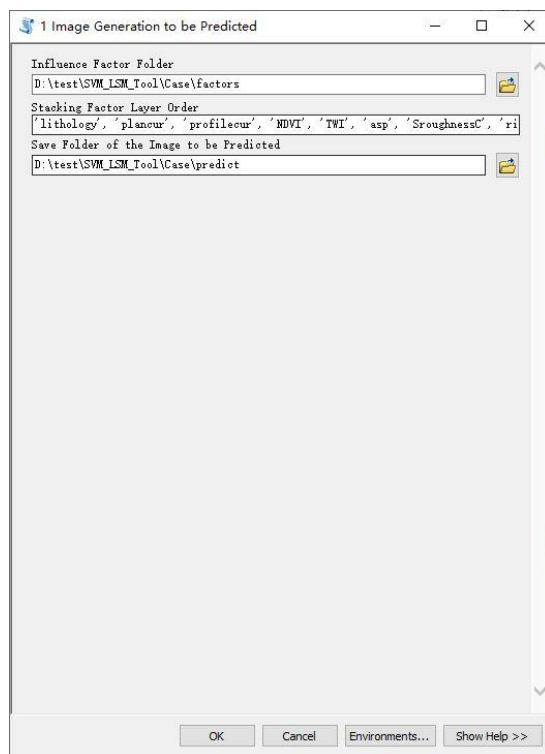 1 Image Generation to be Predicted
Influence Factor Folder
D:\test\SVM_LSM_Tool\Case\factors
Stacking Factor Layer Order
'lithology', 'plancur', 'profilecur', 'NDVI', 'TWI', 'asp', 'SroughnessC', 'ri
Save Folder of the Image to be Predicted
D:\test\SVM_LSM_Tool\Case\predict
OK Cancel Environments... Show Help >>